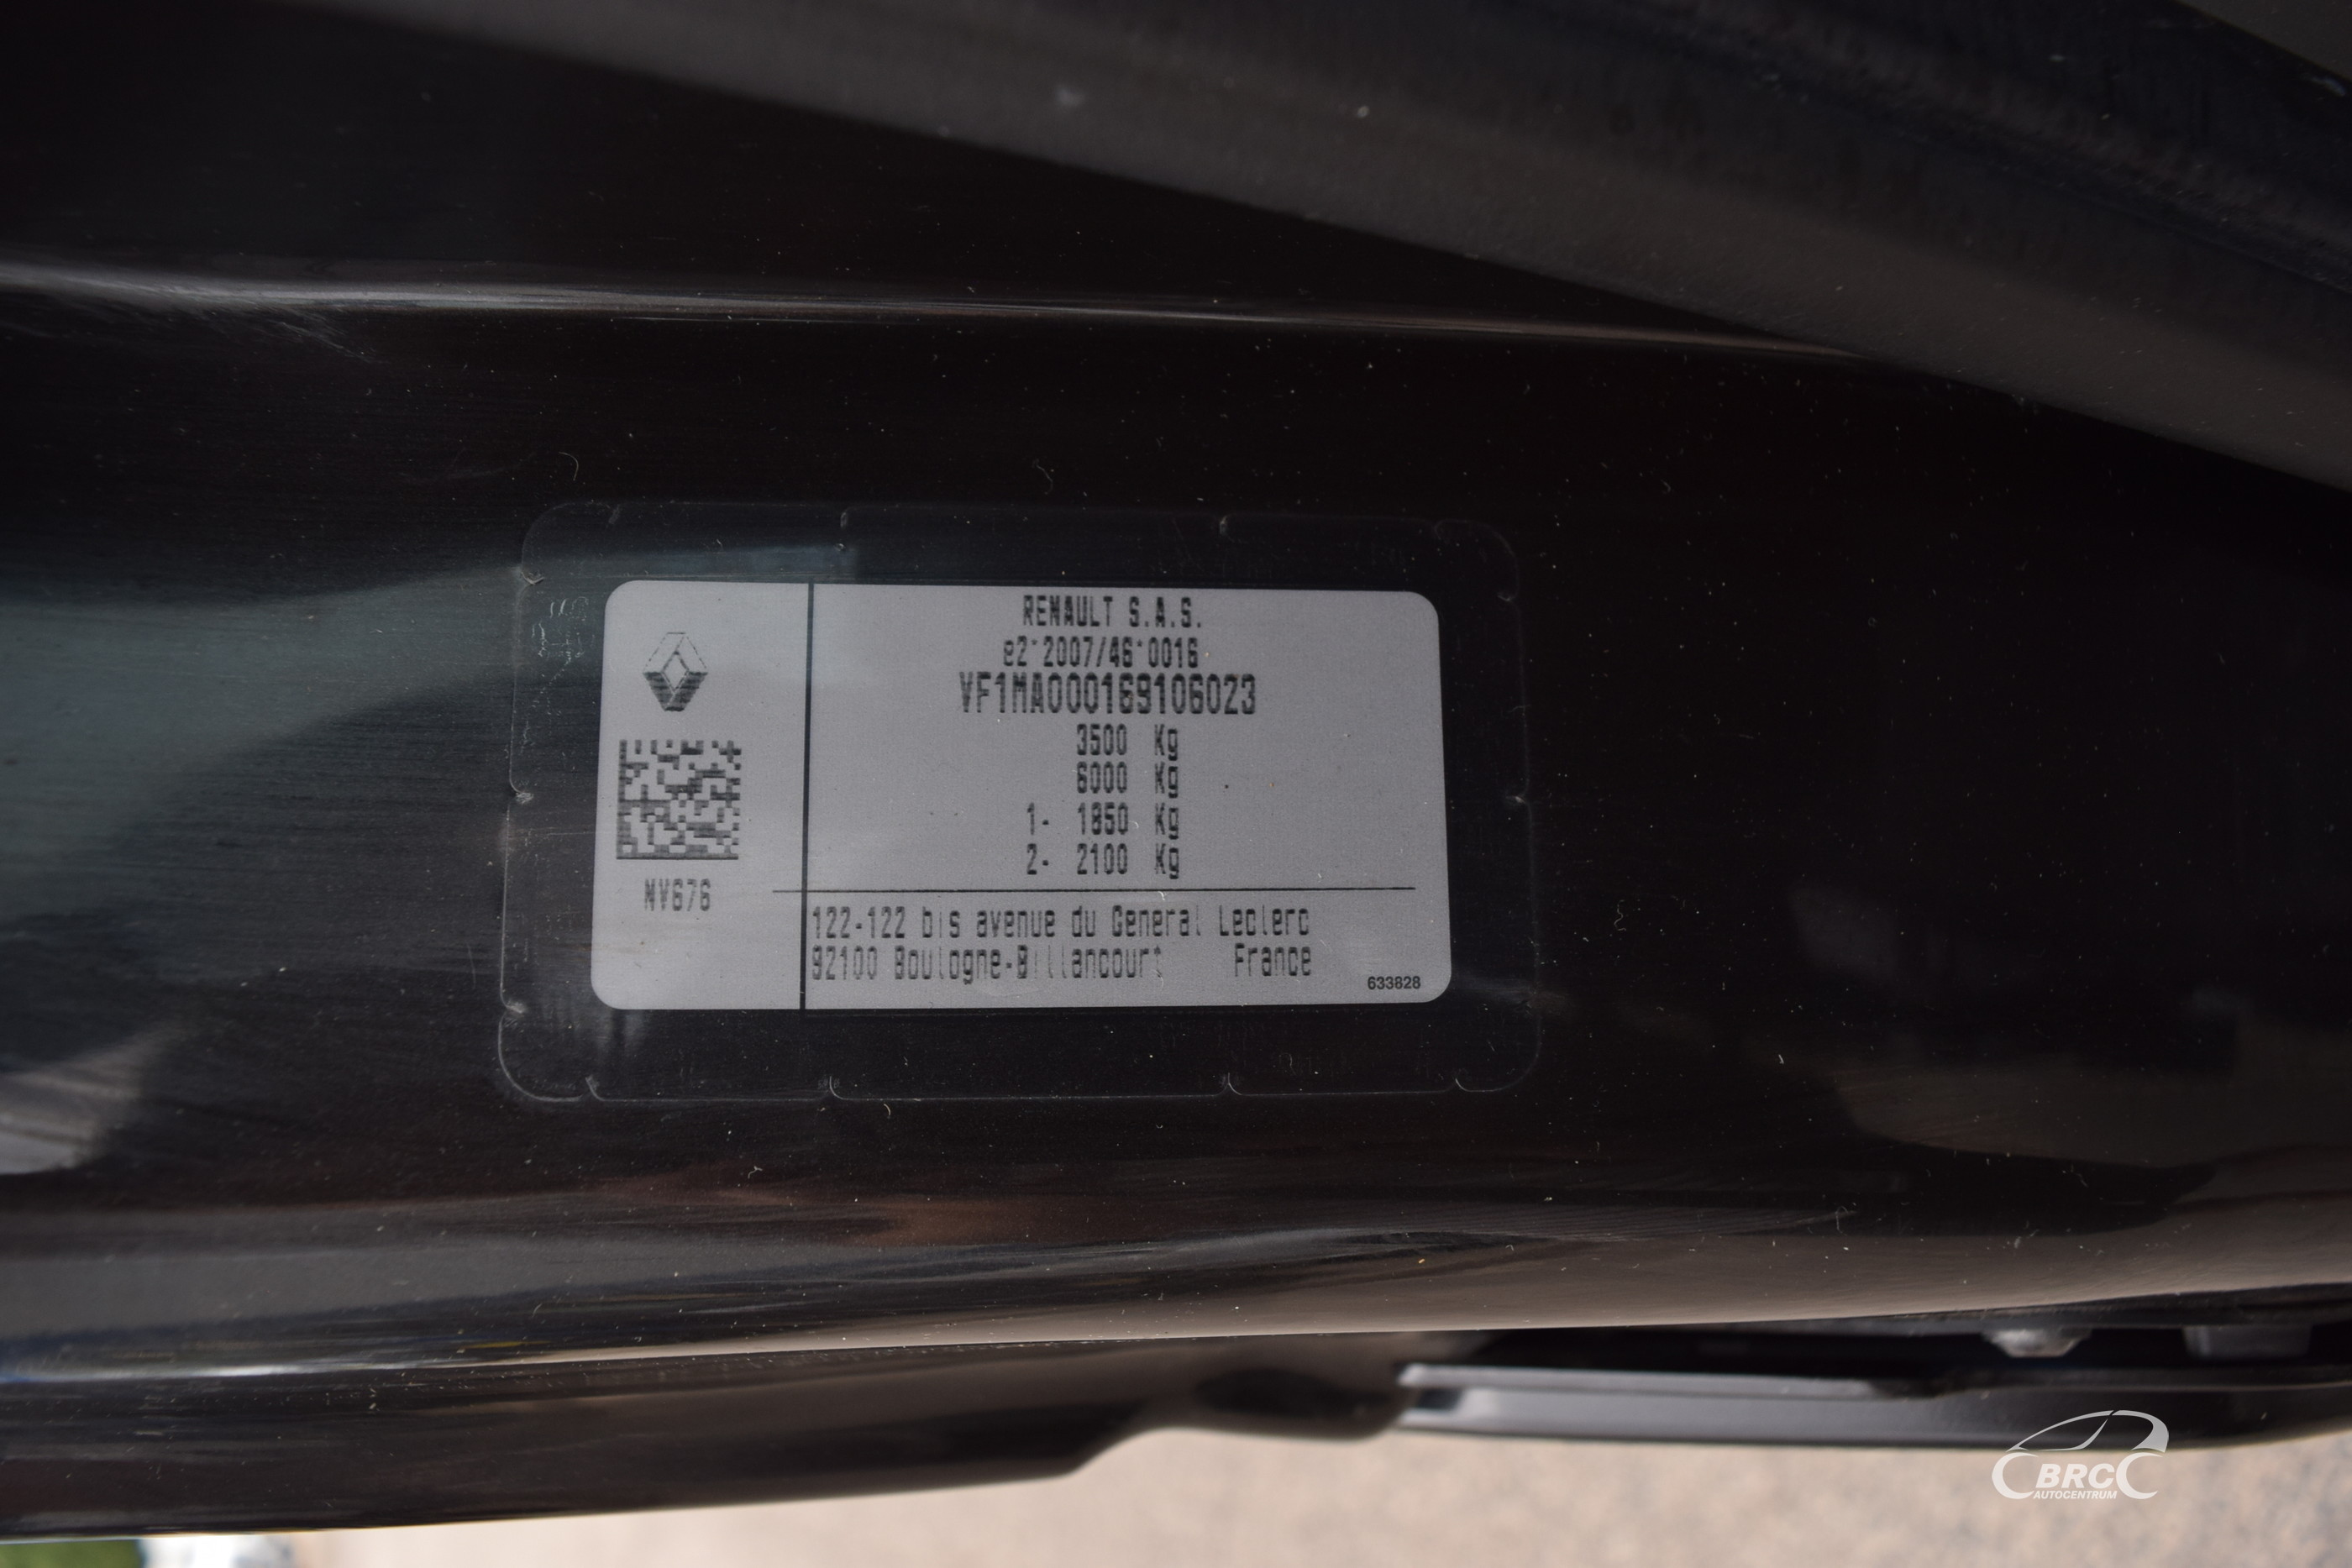 RENAULT S.A.S.
e2*2007/46*0016
VF1MA000169106023
3500 Kg
6000 Kg
1- 1850 Kg
2- 2100 Kg
NV676
122-122 bis avenue du General Leclerc
92100 Boulogne-Billancourt France
633828
BRC
AUTOCENTRUM